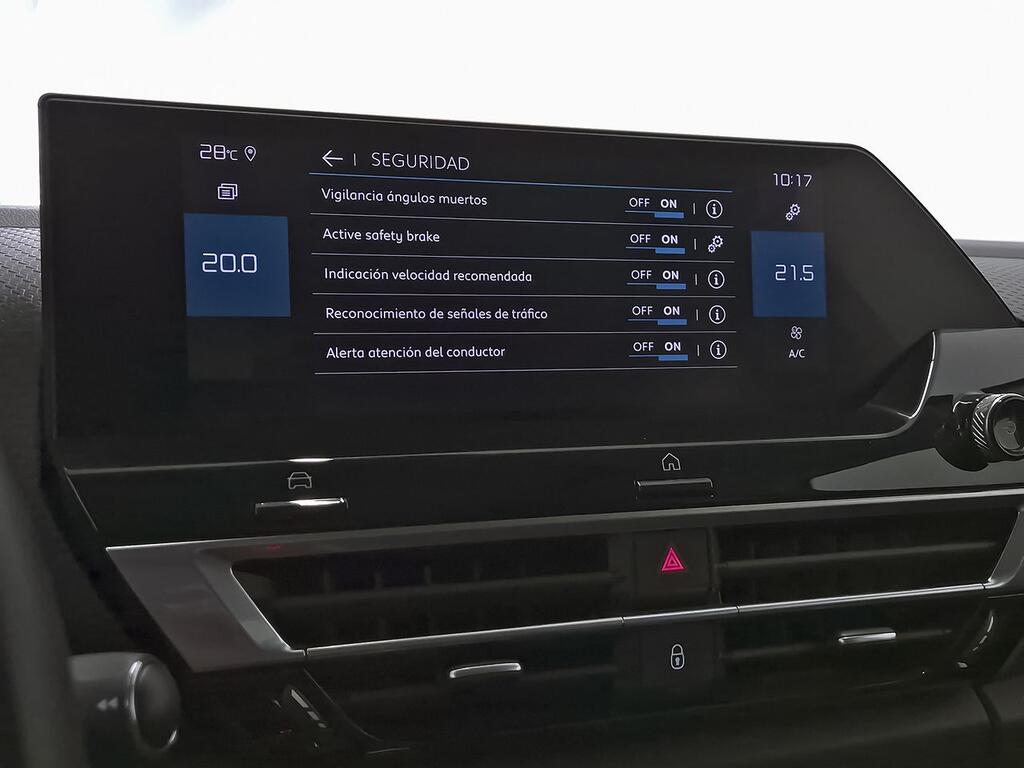 28°C
20.0
SEGURIDAD
Vigilancia ángulos muertos OFF ON
Active safety brake OFF ON
Indicación velocidad recomendada OFF ON
Reconocimiento de señales de tráfico OFF ON
Alerta atención del conductor OFF ON
10:17
21.5
A/C